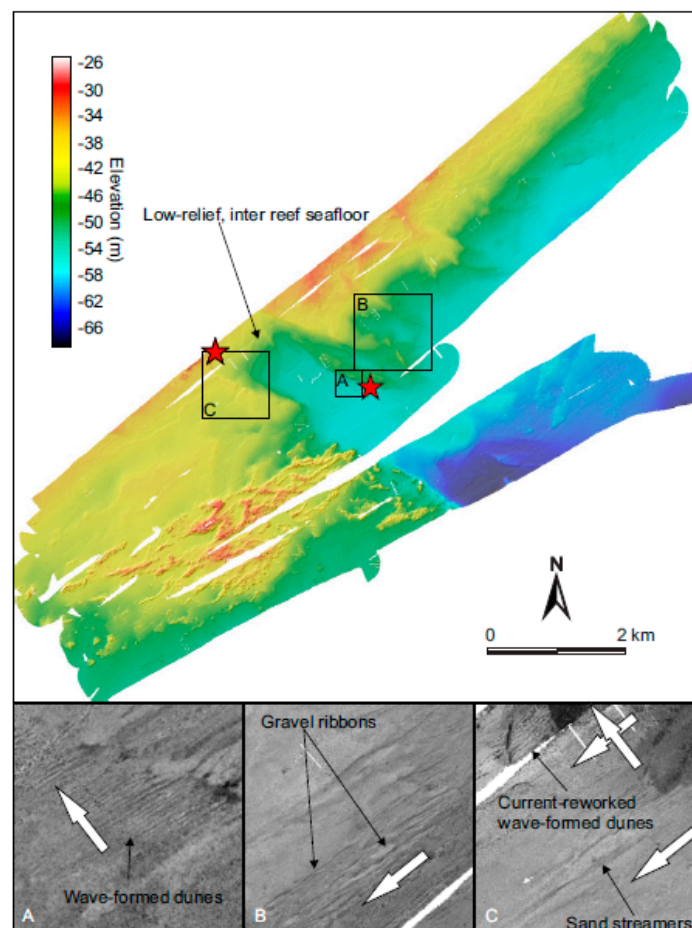 -26
-30
-34
-38
-42
-46
-50
-54
-58
-62
-66
Elevation (m)
Low-relief, inter reef seafloor
B
A
C
N
0 2 km
Gravel ribbons
Current-reworked
wave-formed dunes
Wave-formed dunes
Sand streamers
A
B
C